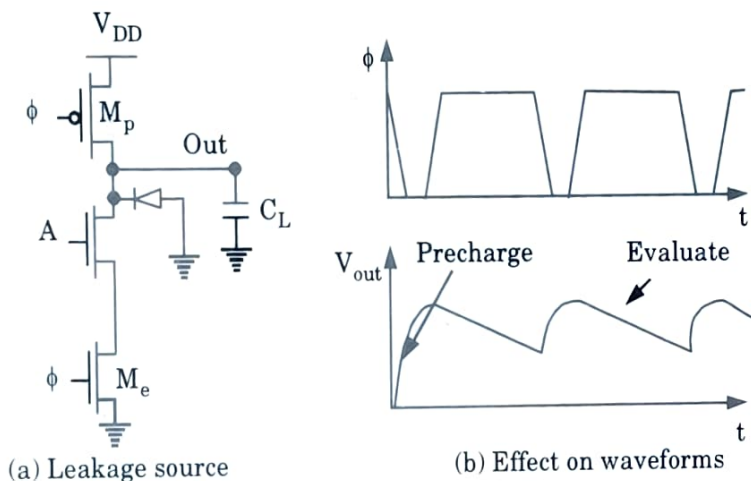 V_DD
ϕ
M_p
Out
A
C_L
ϕ
M_e
(a) Leakage source
ϕ
t
V_out
Precharge
Evaluate
t
(b) Effect on waveforms